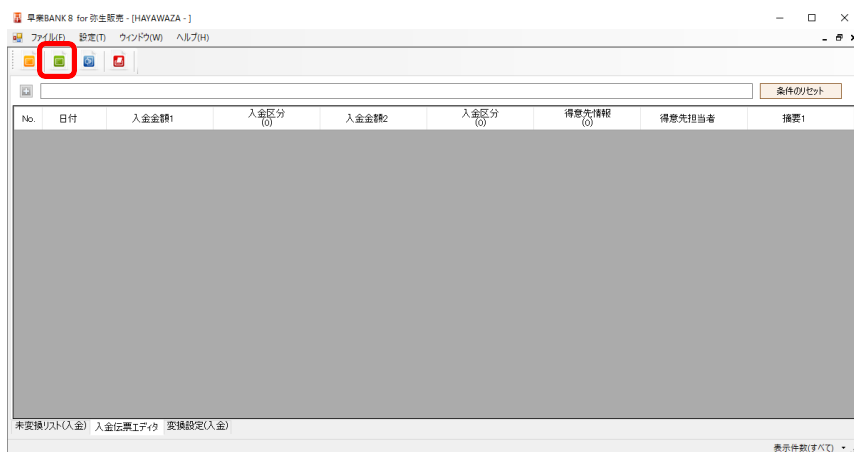 早業BANK 8 for 弥生販売 - [HAYAWAZA - ]
ファイル(F) 設定(T) ウィンドウ(W) ヘルプ(H)
条件のリセット
No. 日付 入金金額1 入金区分(0) 入金金額2 入金区分(0) 得意先情報(0) 得意先担当者 摘要1
未変換リスト(入金) 入金伝票エディタ 変換設定(入金)
表示件数(すべて)